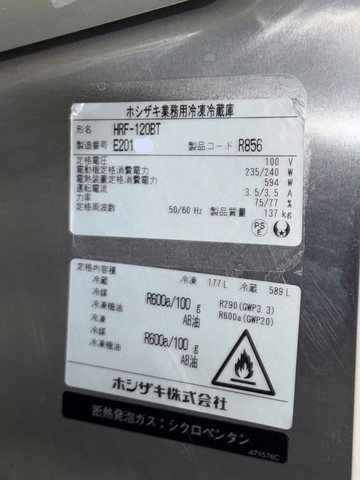 ホシザキ業務用冷凍冷蔵庫
形名 HRF-120BT
製造番号 E201 製品コード R856
定格電圧 100 V
電動機定格消費電力 235/240 W
電熱装置定格消費電力 594 W
運転電流 3.5/3.5 A
力率 75/77 %
定格周波数 50/60 Hz 製品質量 137 kg
PS
E
定格内容積 冷凍 177 L 冷蔵 589 L
冷蔵
冷媒 R600a/100 g R290(GWP3.3)
冷凍機油 AB油 R600a(GWP20)
冷凍
冷媒 R600a/100 g
冷凍機油 AB油
ホシザキ株式会社
断熱発泡ガス:シクロペンタン